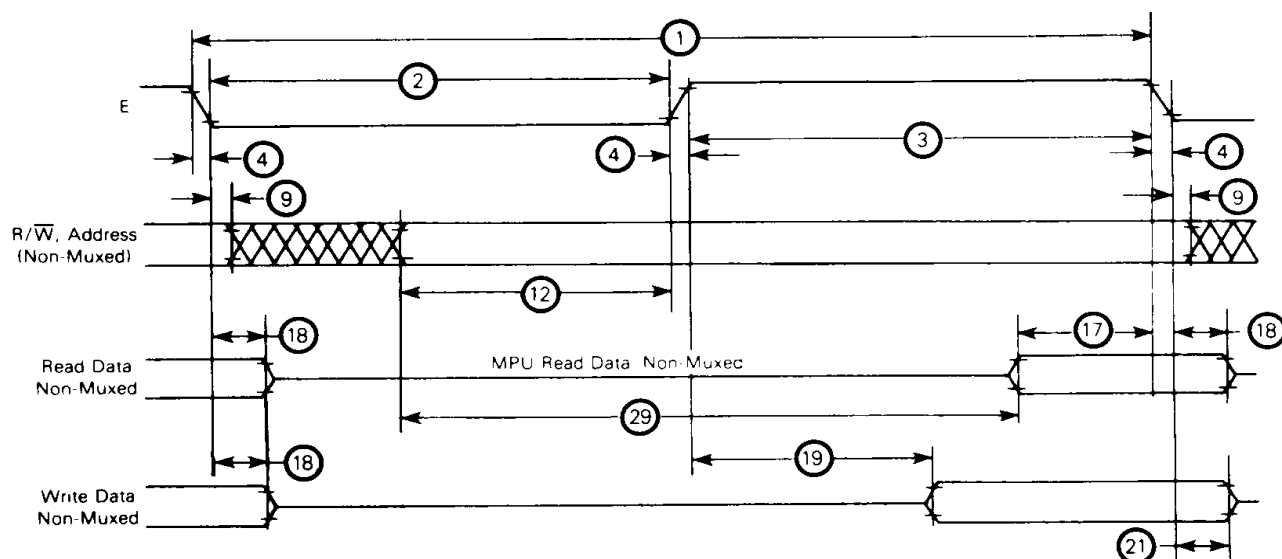 1
2
E
3
4
4
4
9
9
R/W̅, Address
(Non-Muxed)
12
18
17
18
Read Data
Non-Muxed
MPU Read Data Non-Muxed
29
18
19
Write Data
Non-Muxed
21